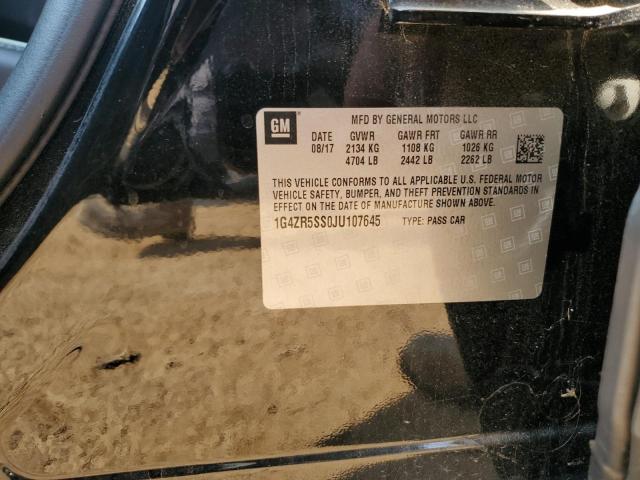 GM
MFD BY GENERAL MOTORS LLC
DATE GVWR GAWR FRT GAWR RR
08/17 2134 KG 1108 KG 1026 KG
4704 LB 2442 LB 2262 LB
THIS VEHICLE CONFORMS TO ALL APPLICABLE U.S. FEDERAL MOTOR
VEHICLE SAFETY, BUMPER, AND THEFT PREVENTION STANDARDS IN
EFFECT ON THE DATE OF MANUFACTURE SHOWN ABOVE.
1G4ZR5SS0JU107645 TYPE: PASS CAR